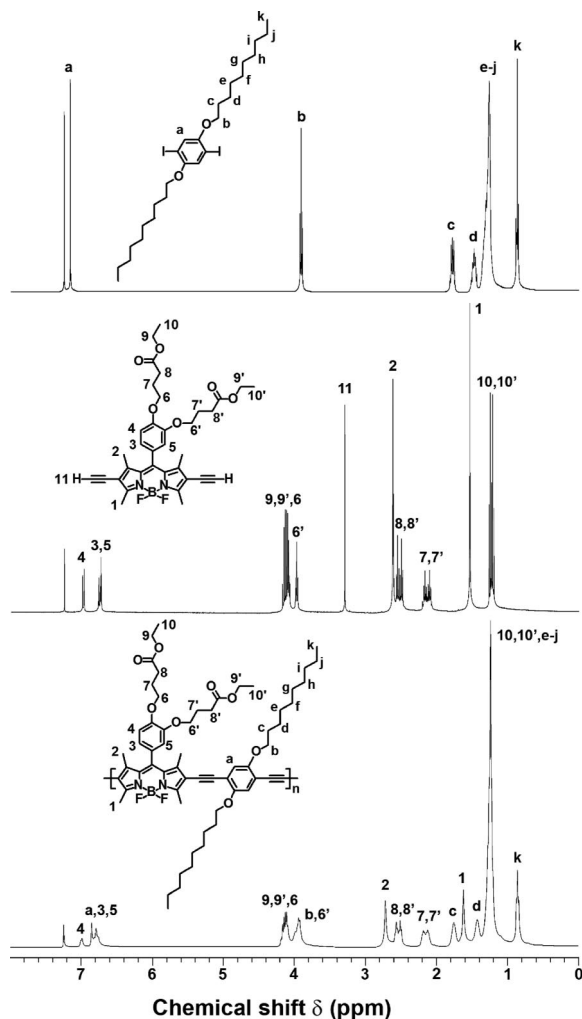 k
j
i
h
g
f
e
d
c
b
O
a
I
I
O
a
b
c
d
e-j
k
10
9
O
O
8
7
6
O
O
9'
O
10'
7'
8'
O
6'
4
3
5
2
11
H
H
N
N
B
F
F
1
4
3,5
9,9',6
6'
11
2
8,8'
7,7'
1
10,10'
10
9
O
O
8
7
6
O
O
9'
O
10'
7'
8'
O
6'
4
3
5
2
N
N
B
F
F
1
k
j
i
h
g
f
e
d
c
b
O
a
O
n
4
a,3,5
9,9',6
b,6'
2
8,8'
7,7'
c
1
d
10,10',e-j
k
7 6 5 4 3 2 1 0
Chemical shift δ (ppm)